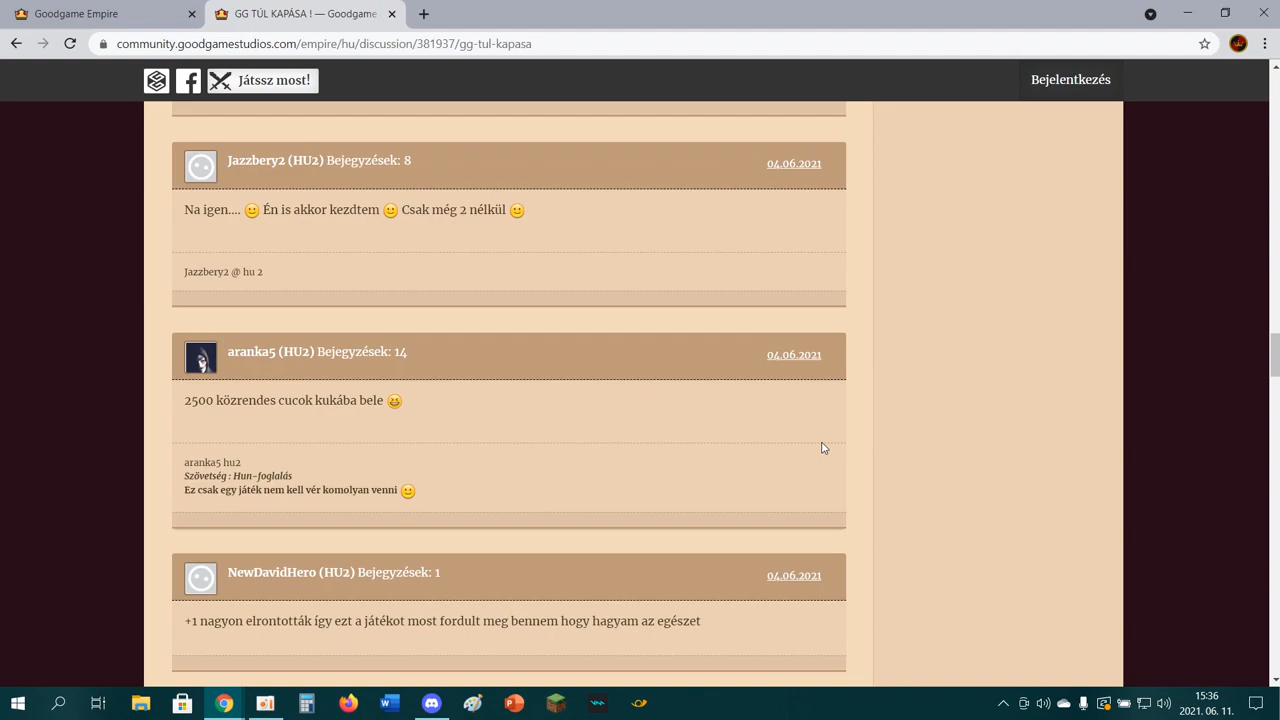 Goodgame Empire
GG TÚL KAPÁSA ! — Goodgame
community.goodgamestudios.com/empire/hu/discussion/381937/gg-tul-kapasa
Játssz most!
Bejelentkezés
Jazzbery2 (HU2) Bejegyzések: 8
04.06.2021
Na igen.... Én is akkor kezdtem Csak még 2 nélkül
Jazzbery2 @ hu 2
aranka5 (HU2) Bejegyzések: 14
04.06.2021
2500 közrendes cucok kukába bele
aranka5 hu2
Szövetség : Hun-foglalás
Ez csak egy játék nem kell vér komolyan venni
NewDavidHero (HU2) Bejegyzések: 1
04.06.2021
+1 nagyon elrontották így ezt a játékot most fordult meg bennem hogy hagyam az egészet
15:36
2021. 06. 11.